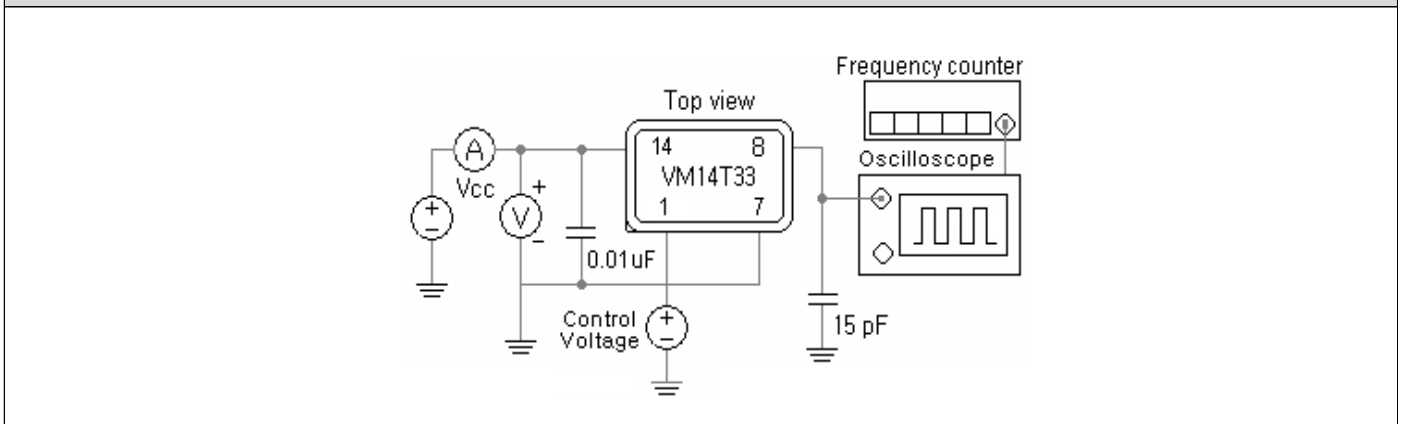 Frequency counter
Top view
14 8
VM14T33
1 7
Oscilloscope
A
Vcc
+
-
+
V
-
0.01uF
Control
Voltage
+
-
15 pF